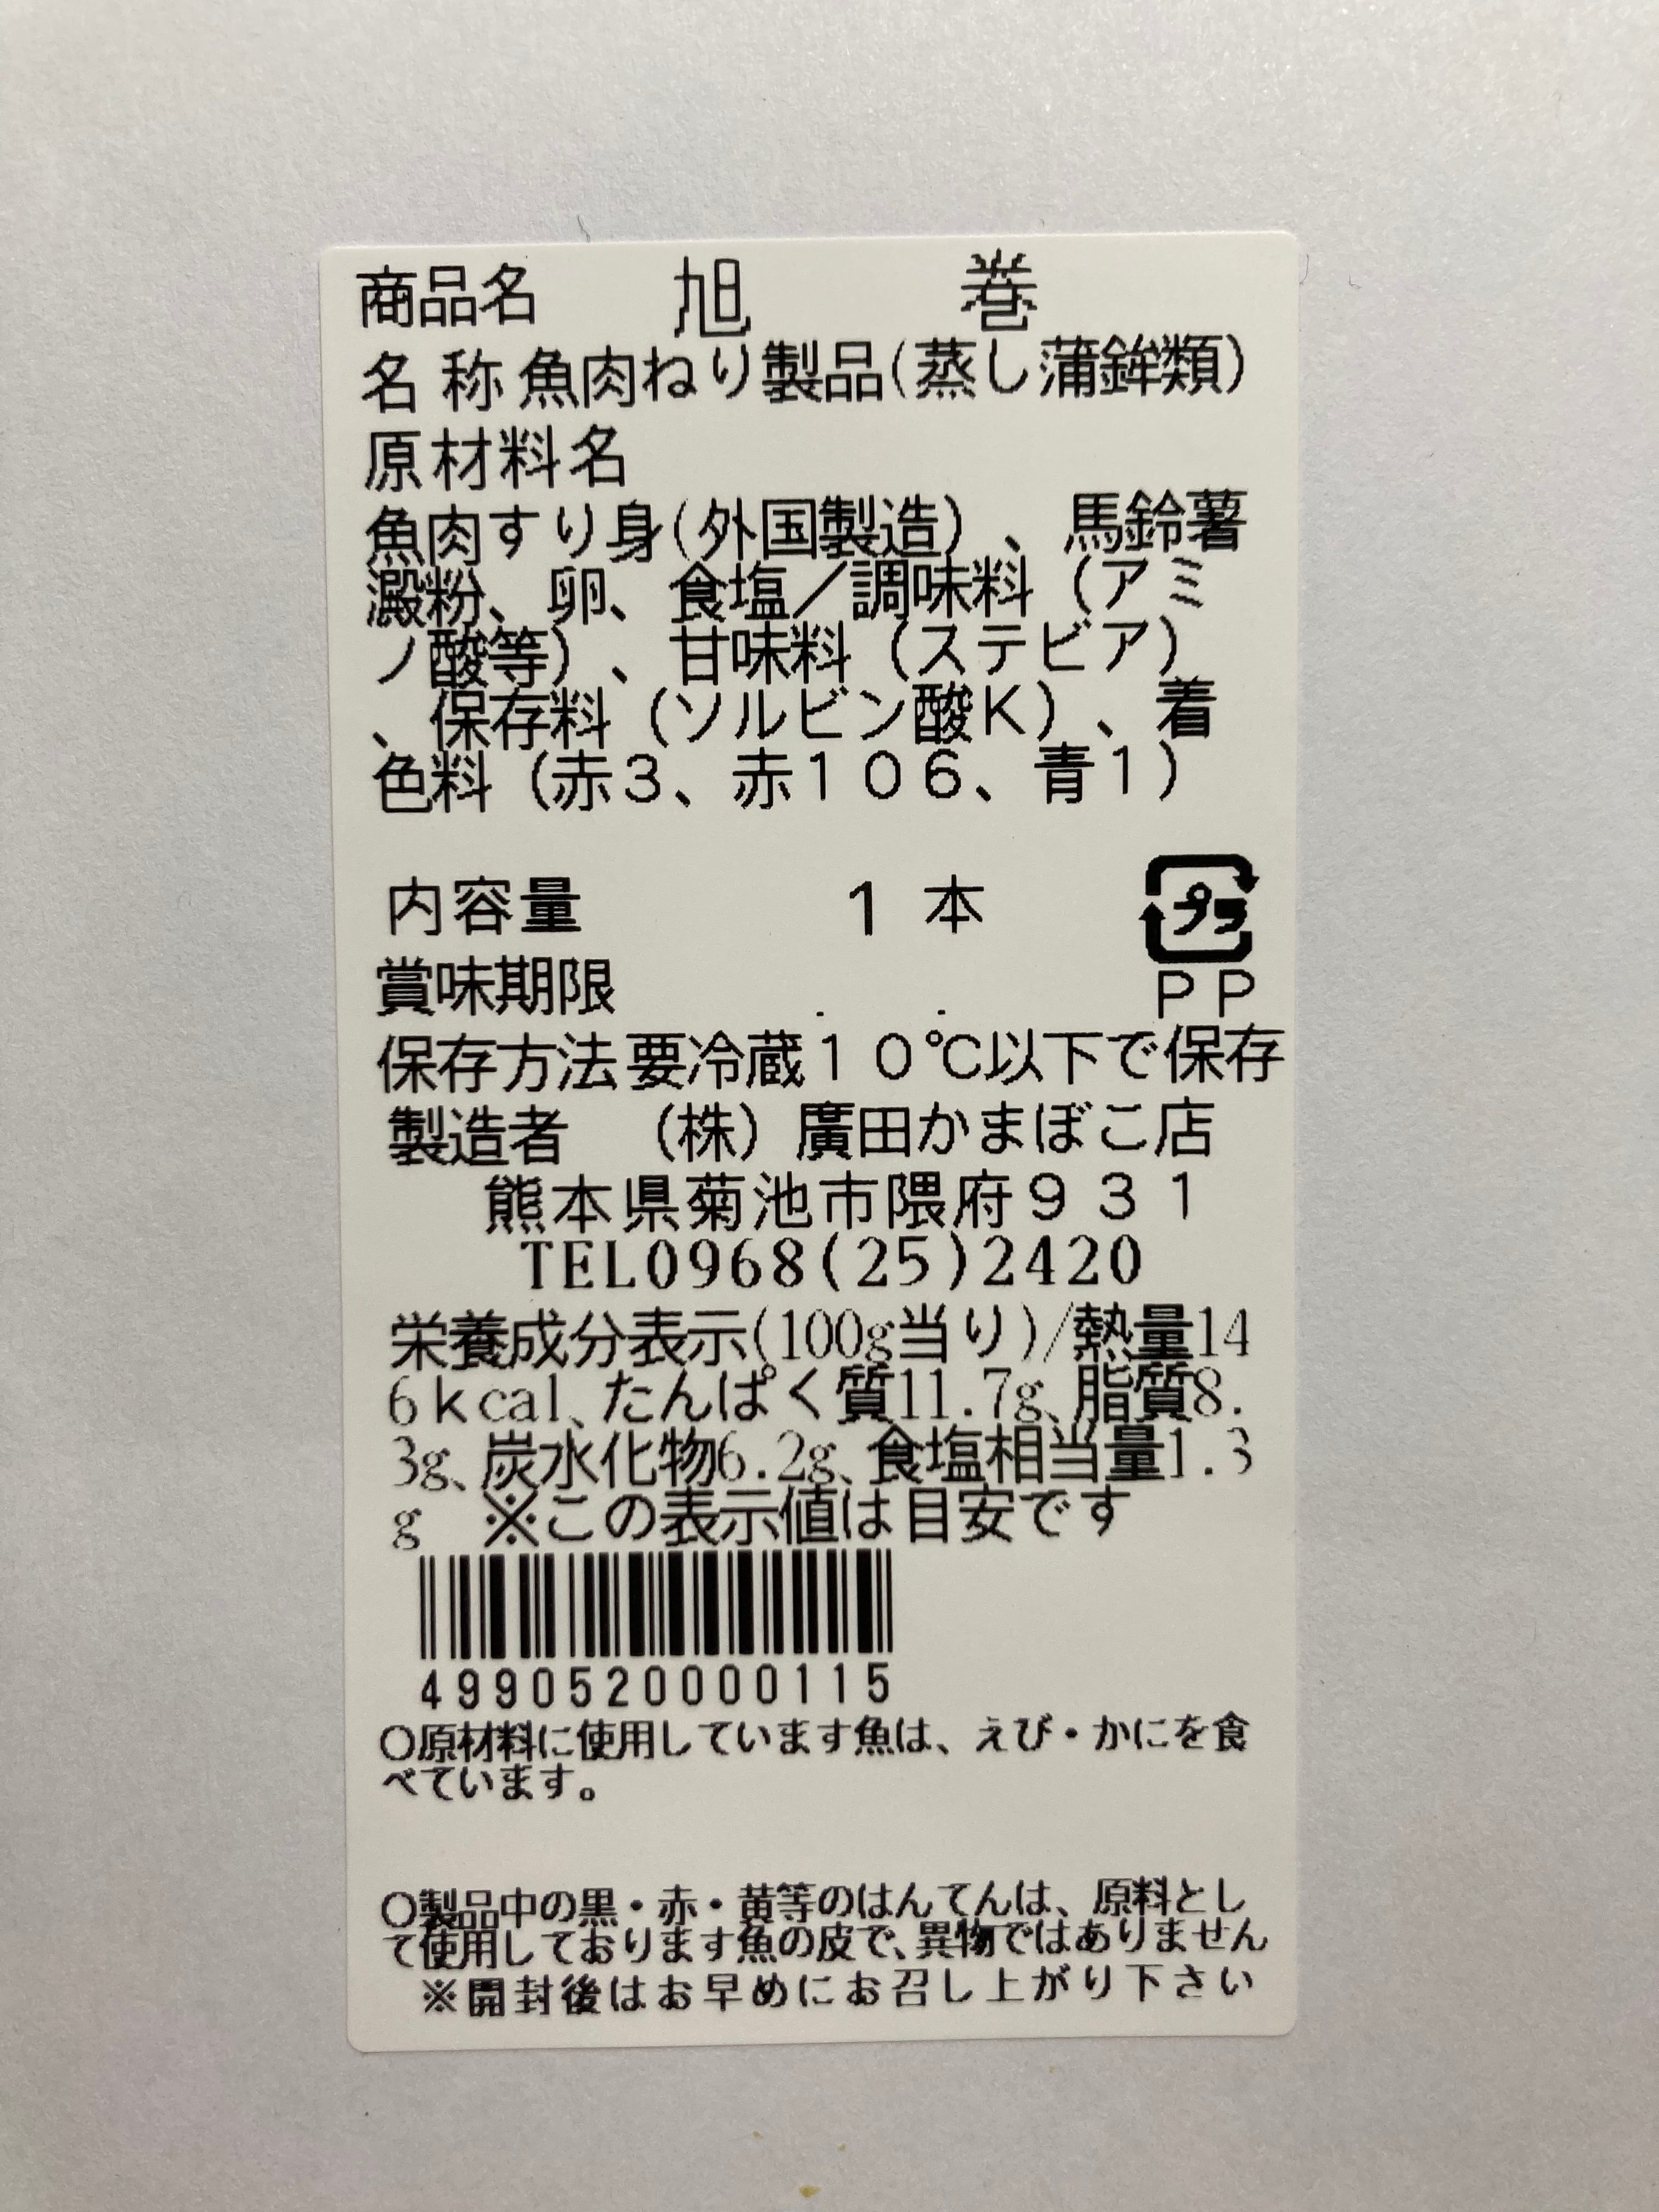 商品名 旭 巻
名 称 魚肉ねり製品(蒸し蒲鉾類)
原材料名
魚肉すり身(外国製造)、馬鈴薯
澱粉、卵、食塩／調味料（アミ
ノ酸等）、甘味料（ステビア）
、保存料（ソルビン酸K）、着
色料（赤３、赤１０６、青１）
内容量 １ 本
プラ
賞味期限 . . ＰＰ
保存方法 要冷蔵１０℃以下で保存
製造者 （株）廣田かまぼこ店
熊本県菊池市隈府９３１
TEL0968(25)2420
栄養成分表示(100g当り)/熱量14
6kcal、たんぱく質11.7g、脂質8.
3g、炭水化物6.2g、食塩相当量1.3
g ※この表示値は目安です
4990520000115
○原材料に使用しています魚は、えび・かにを食
べています。
○製品中の黒・赤・黄等のはんてんは、原料とし
て使用しております魚の皮で、異物ではありません
※開封後はお早めにお召し上がり下さい